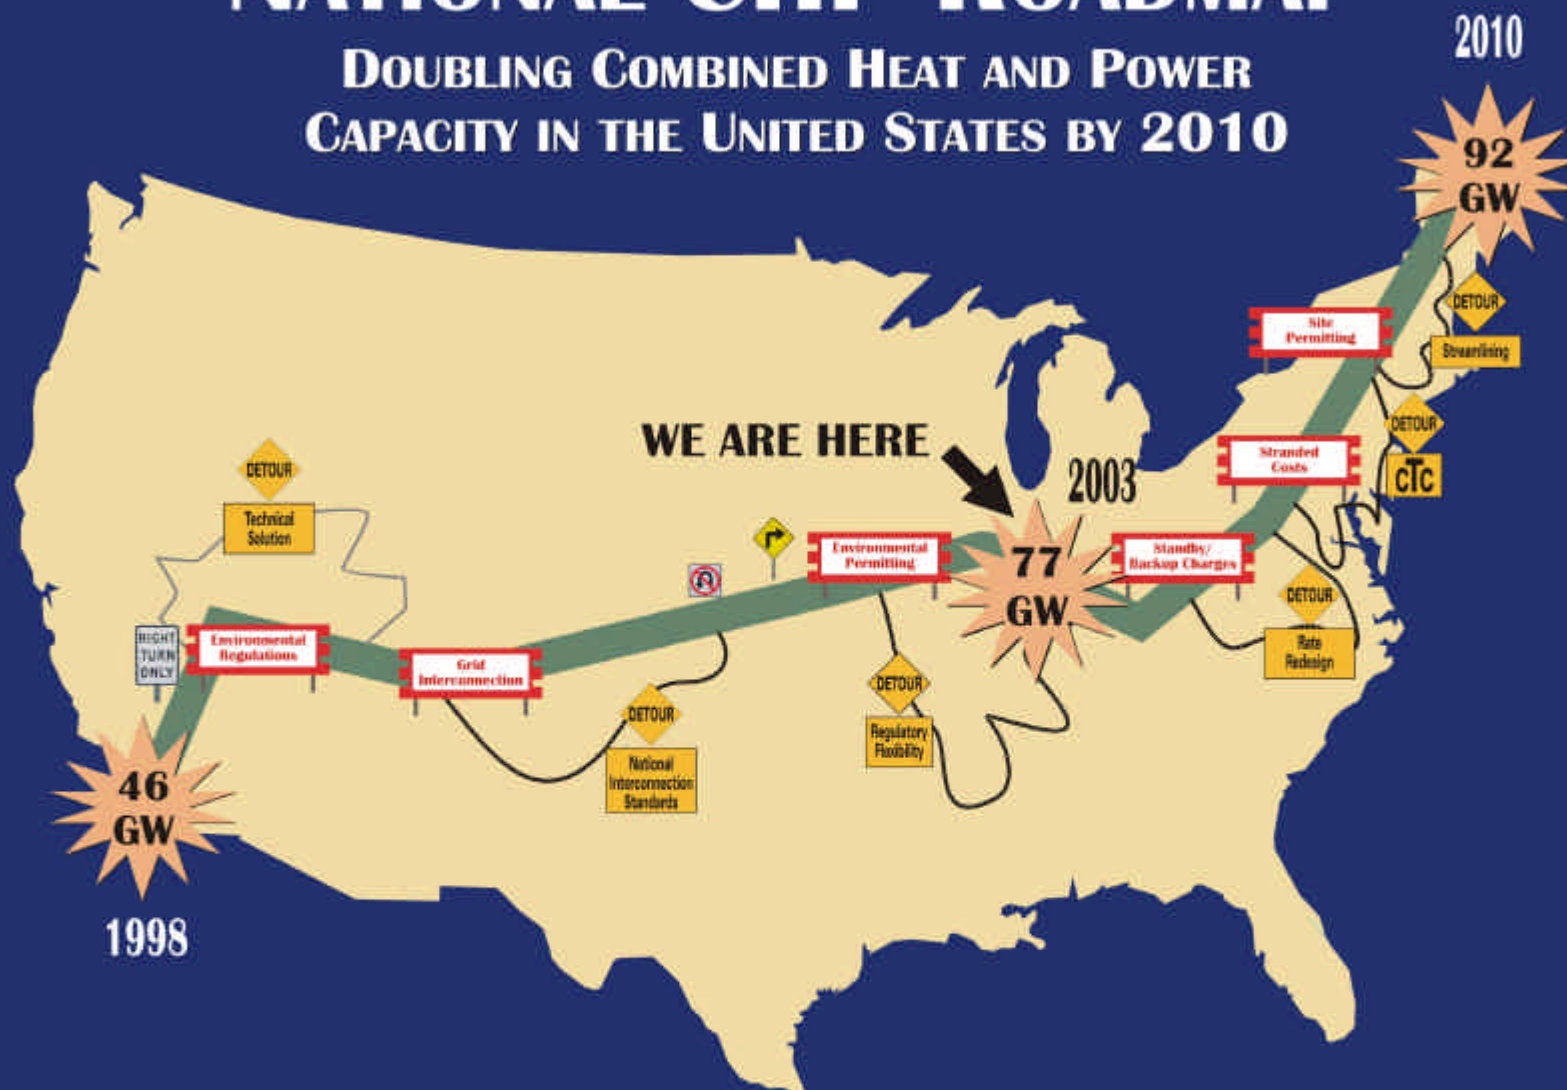 NATIONAL CHP ROADMAP
DOUBLING COMBINED HEAT AND POWER
CAPACITY IN THE UNITED STATES BY 2010
2010
92
GW
DETOUR
Streamlining
Site
Permitting
DETOUR
CTC
Stranded
Costs
WE ARE HERE
2003
77
GW
Standby/
Backup Charges
DETOUR
Rate
Redesign
Environmental
Permitting
DETOUR
Regulatory
Flexibility
DETOUR
Technical
Solution
RIGHT
TURN
ONLY
Environmental
Regulations
Grid
Interconnection
DETOUR
National
Interconnection
Standards
46
GW
1998